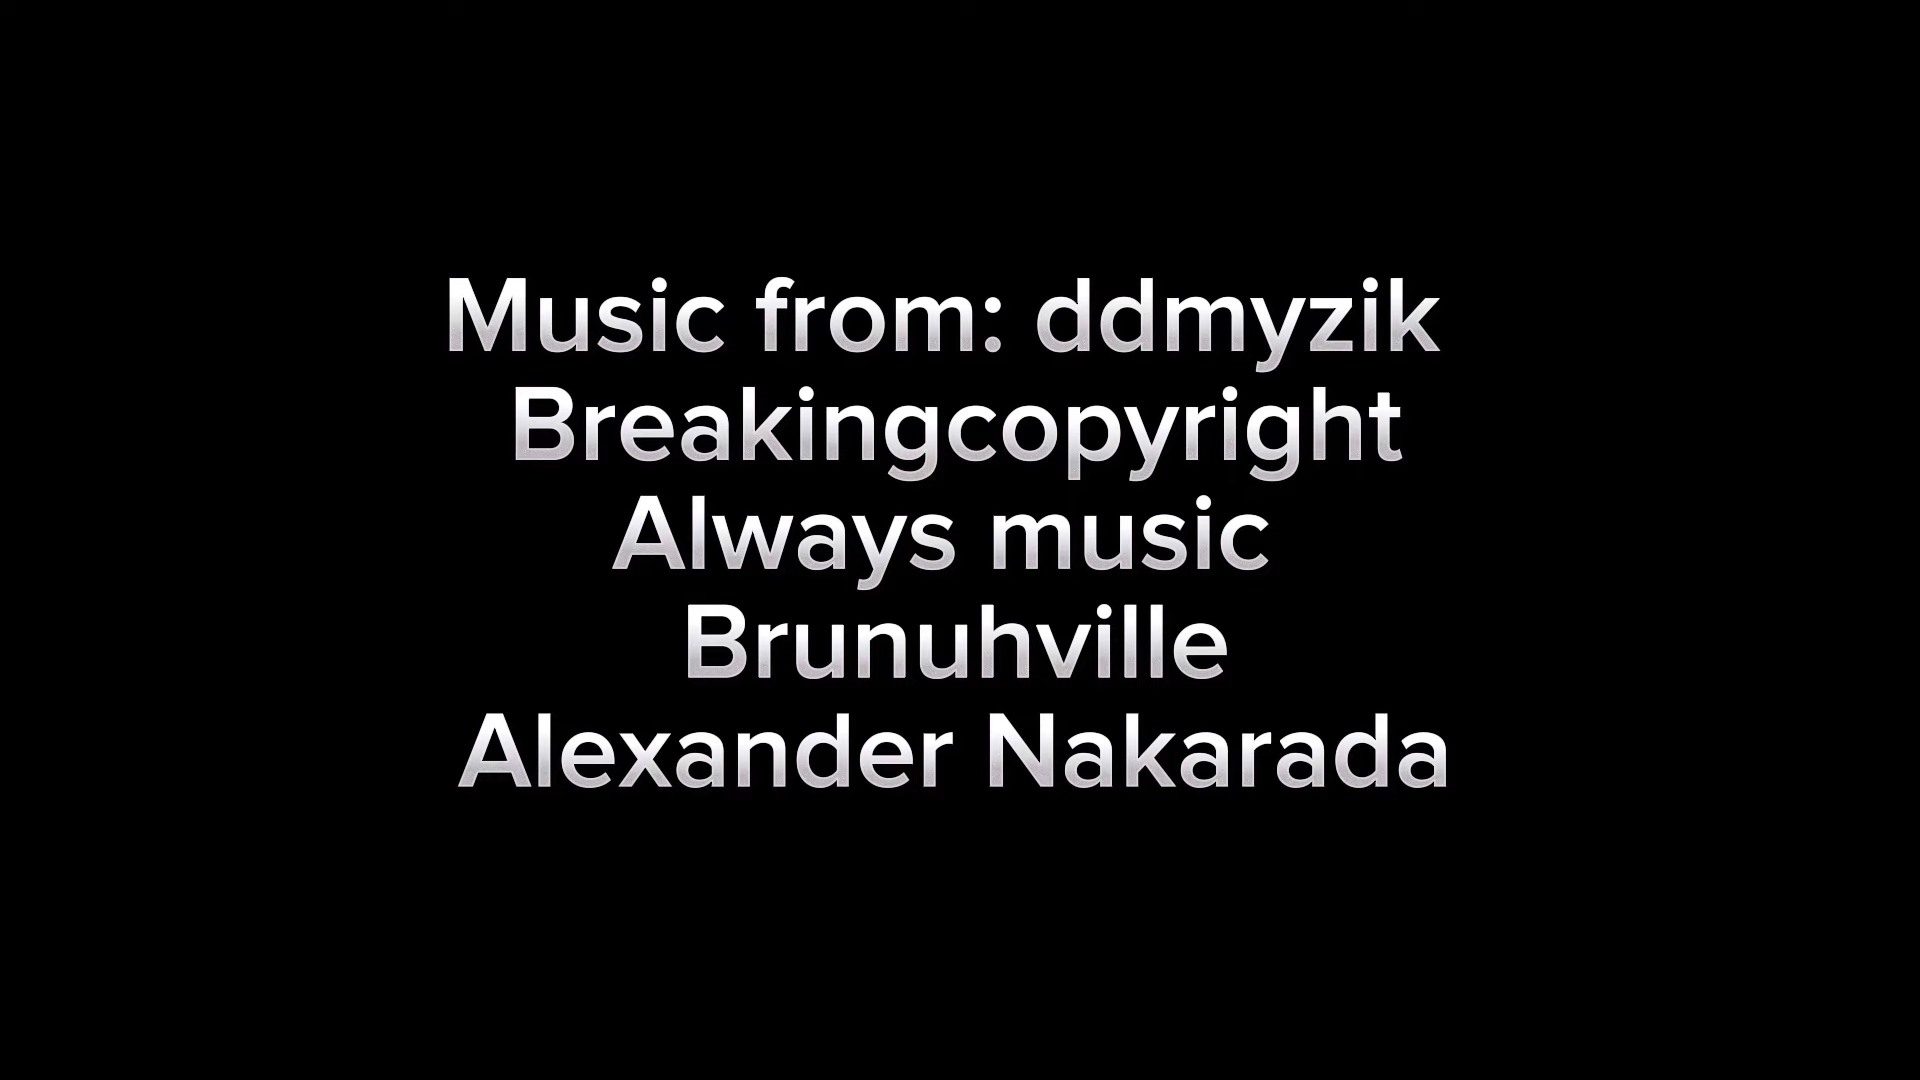 Music from: ddmyzik
Breakingcopyright
Always music
Brunuhville
Alexander Nakarada